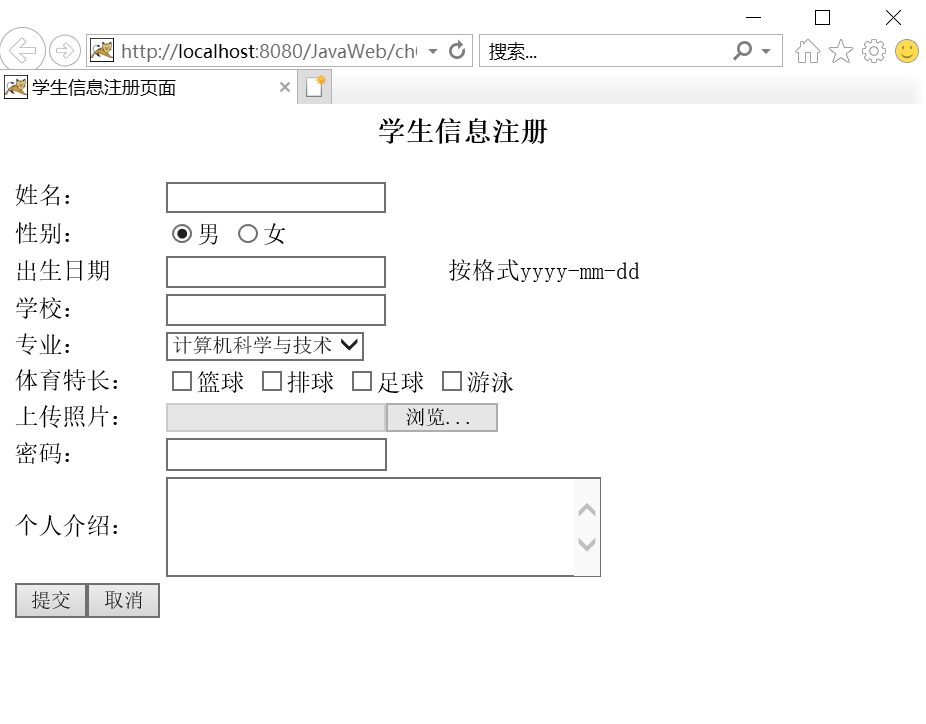 http://localhost:8080/JavaWeb/ch
搜索...
学生信息注册页面
学生信息注册
姓名：
性别： 男 女
出生日期 按格式yyyy-mm-dd
学校：
专业： 计算机科学与技术
体育特长： 篮球 排球 足球 游泳
上传照片： 浏览...
密码：
个人介绍：
提交 取消